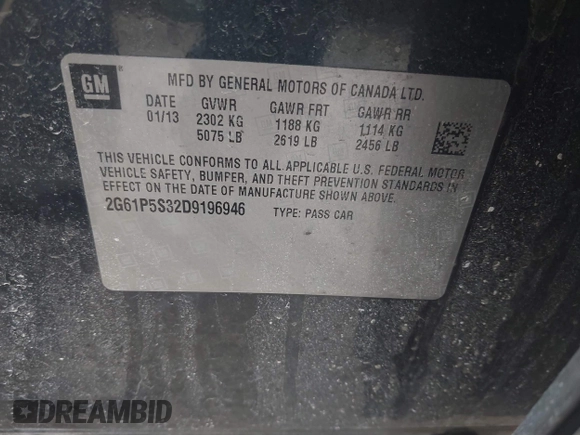 GM
MFD BY GENERAL MOTORS OF CANADA LTD.
DATE GVWR GAWR FRT GAWR RR
01/13 2302 KG 1188 KG 1114 KG
5075 LB 2619 LB 2456 LB
THIS VEHICLE CONFORMS TO ALL APPLICABLE U.S. FEDERAL MOTOR
VEHICLE SAFETY, BUMPER, AND THEFT PREVENTION STANDARDS IN
EFFECT ON THE DATE OF MANUFACTURE SHOWN ABOVE.
2G61P5S32D9196946 TYPE: PASS CAR
DREAMBID